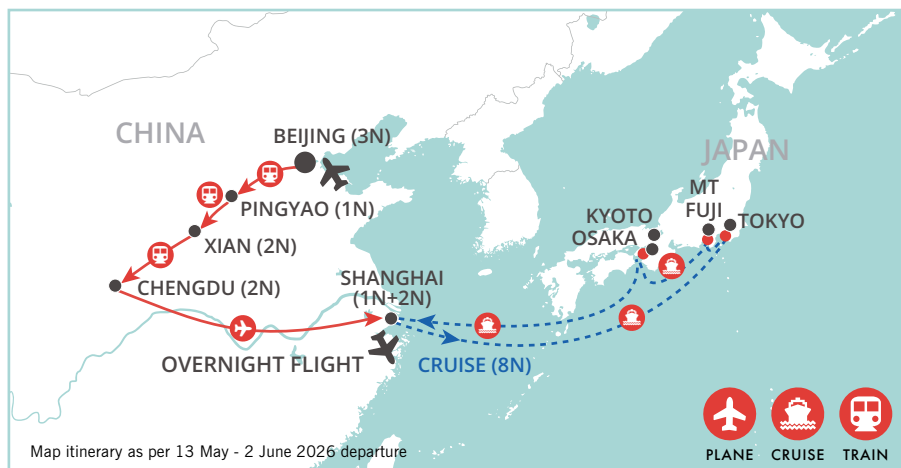 CHINA
BEIJING (3N)
JAPAN
PINGYAO (1N)
MT
FUJI
TOKYO
KYOTO
OSAKA
XIAN (2N)
CHENGDU (2N)
SHANGHAI
(1N+2N)
OVERNIGHT FLIGHT
CRUISE (8N)
Map itinerary as per 13 May - 2 June 2026 departure
PLANE
CRUISE
TRAIN